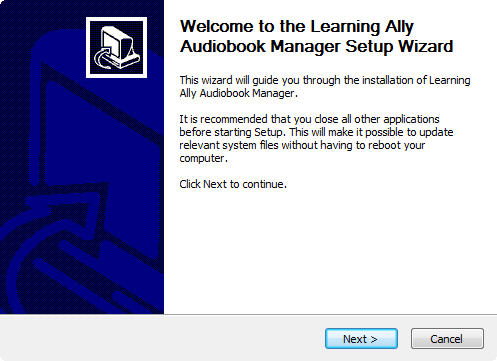 Welcome to the Learning Ally
Audiobook Manager Setup Wizard
This wizard will guide you through the installation of Learning
Ally Audiobook Manager.
It is recommended that you close all other applications
before starting Setup. This will make it possible to update
relevant system files without having to reboot your
computer.
Click Next to continue.
Next >
Cancel